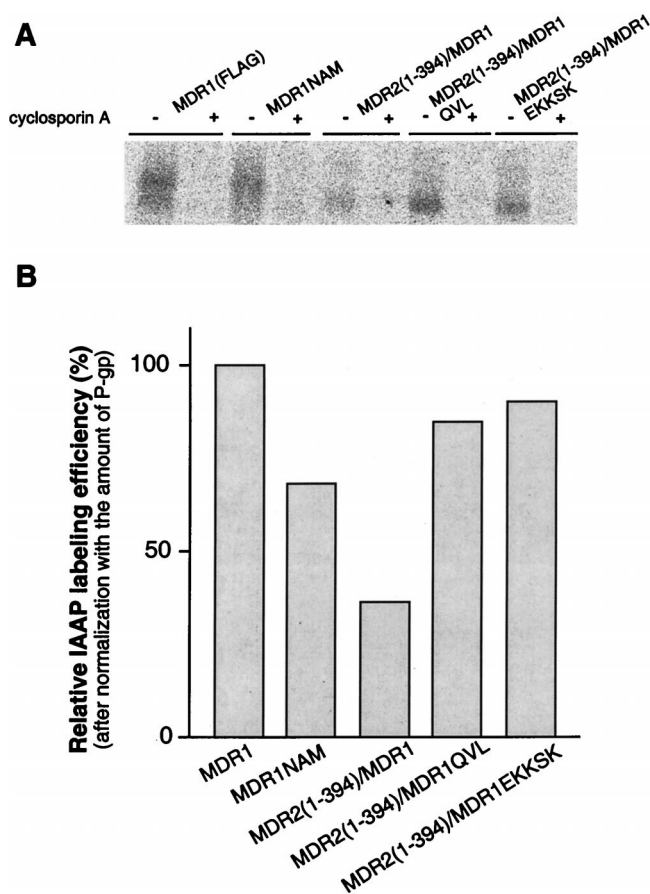 A
MDR1(FLAG)
MDR1NAM
MDR2(1-394)/MDR1
MDR2(1-394)/MDR1
QVL
MDR2(1-394)/MDR1
EKKSK
cyclosporin A - + - + - + - + - +
B
Relative IAAP labeling efficiency (%)
(after normalization with the amount of P-gp)
100
50
0
MDR1
MDR1NAM
MDR2(1-394)/MDR1
MDR2(1-394)/MDR1QVL
MDR2(1-394)/MDR1EKKSK